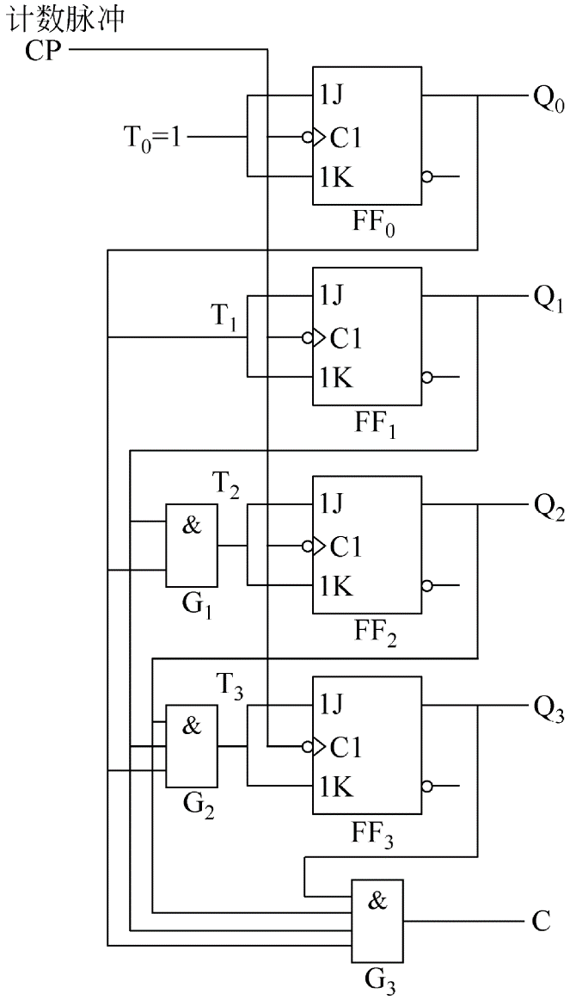 计数脉冲
CP
1J
Q₀
T₀=1
C1
1K
FF₀
1J
Q₁
T₁
C1
1K
FF₁
T₂
1J
Q₂
&
C1
1K
G₁
FF₂
T₃
1J
Q₃
&
C1
1K
G₂
FF₃
&
C
G₃